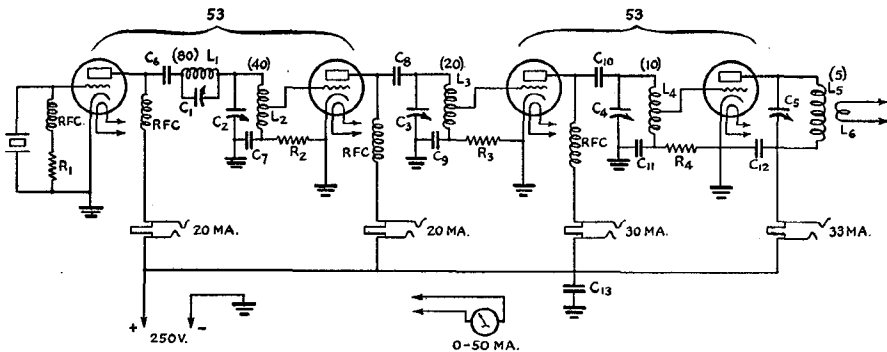 53
53
C6
(80)
L1
(40)
C8
(20)
C10
(10)
(5)
L3
L4
L5
C1
RFC.
RFC
C2
L2
C3
C4
C5
L6
R1
C7
R2
RFC
C9
R3
RFC
C11
R4
C12
20 MA.
20 MA.
30 MA.
33 MA.
C13
+
250V.
-
0-50 MA.